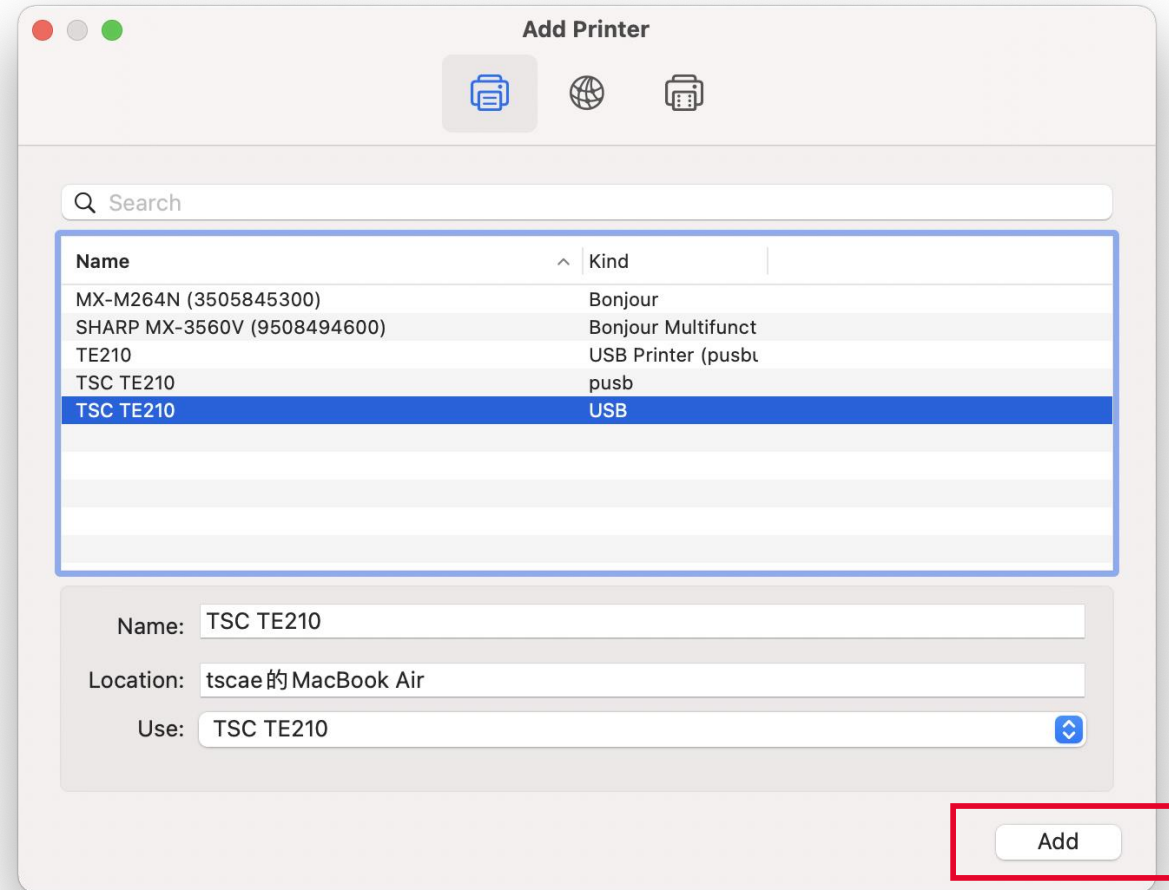 Add Printer
Search
Name Kind
MX-M264N (3505845300) Bonjour
SHARP MX-3560V (9508494600) Bonjour Multifunct
TE210 USB Printer (pusbu
TSC TE210 pusb
TSC TE210 USB
Name: TSC TE210
Location: tscae的MacBook Air
Use: TSC TE210
Add